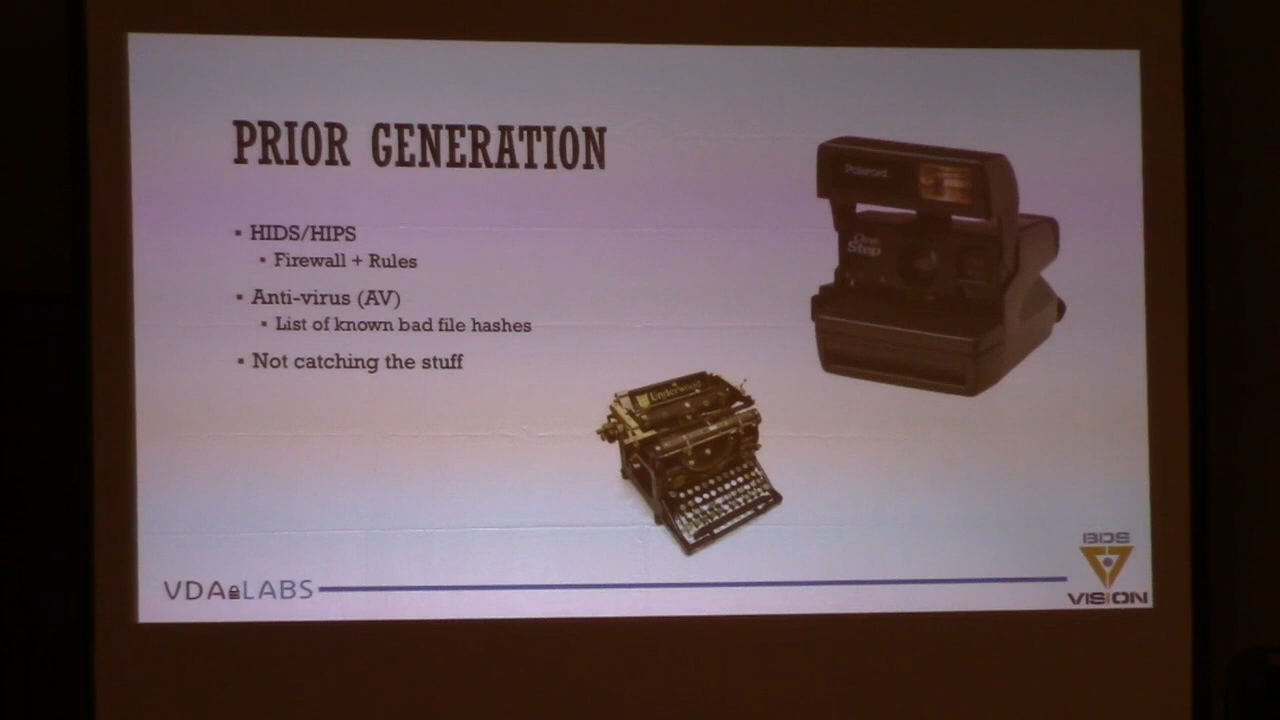 PRIOR GENERATION
▪ HIDS/HIPS
▪ Firewall + Rules
▪ Anti-virus (AV)
▪ List of known bad file hashes
▪ Not catching the stuff
Polaroid
One
Step
Underwood
VDA LABS
BDS
VISION